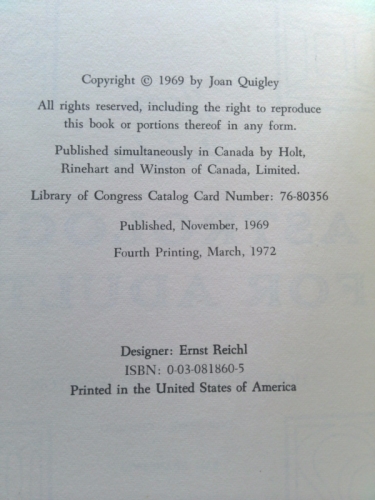 Copyright © 1969 by Joan Quigley
All rights reserved, including the right to reproduce
this book or portions thereof in any form.
Published simultaneously in Canada by Holt,
Rinehart and Winston of Canada, Limited.
Library of Congress Catalog Card Number: 76-80356
Published, November, 1969
Fourth Printing, March, 1972
Designer: Ernst Reichl
ISBN: 0-03-081860-5
Printed in the United States of America